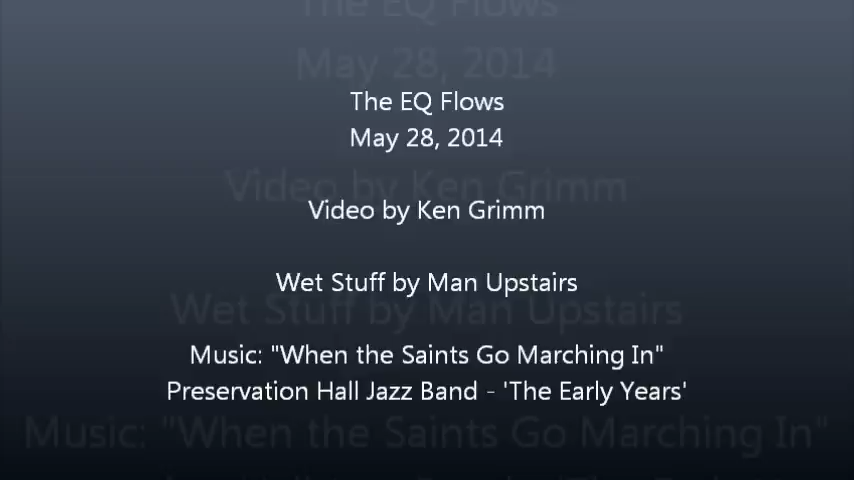 The EQ Flows
May 28, 2014
Video by Ken Grimm
Wet Stuff by Man Upstairs
Music: "When the Saints Go Marching In"
Preservation Hall Jazz Band - 'The Early Years'